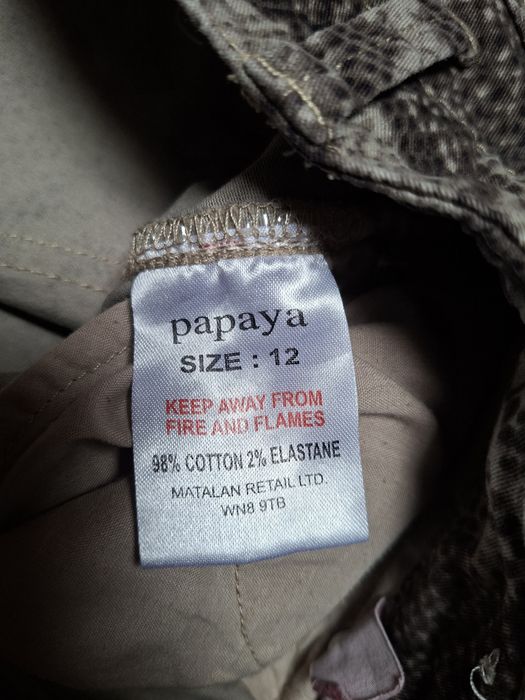 papaya
SIZE : 12
KEEP AWAY FROM
FIRE AND FLAMES
98% COTTON 2% ELASTANE
MATALAN RETAIL LTD.
WN8 9TB